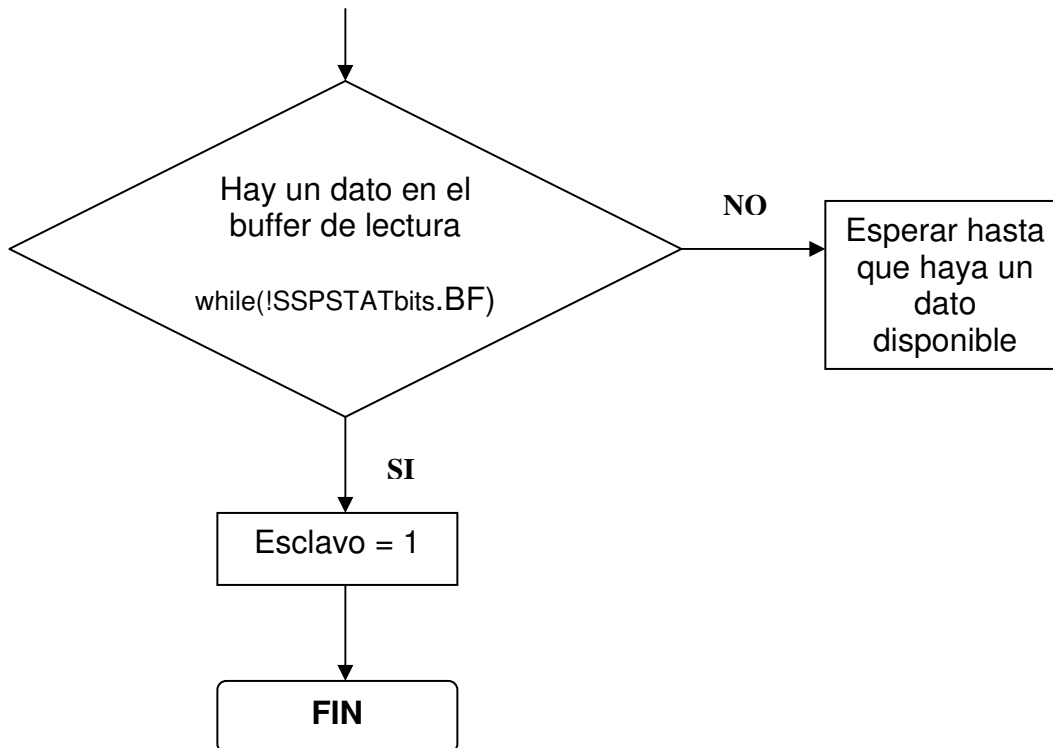 Hay un dato en el
buffer de lectura
while(!SSPSTATbits.BF)
NO
Esperar hasta
que haya un
dato
disponible
SI
Esclavo = 1
FIN